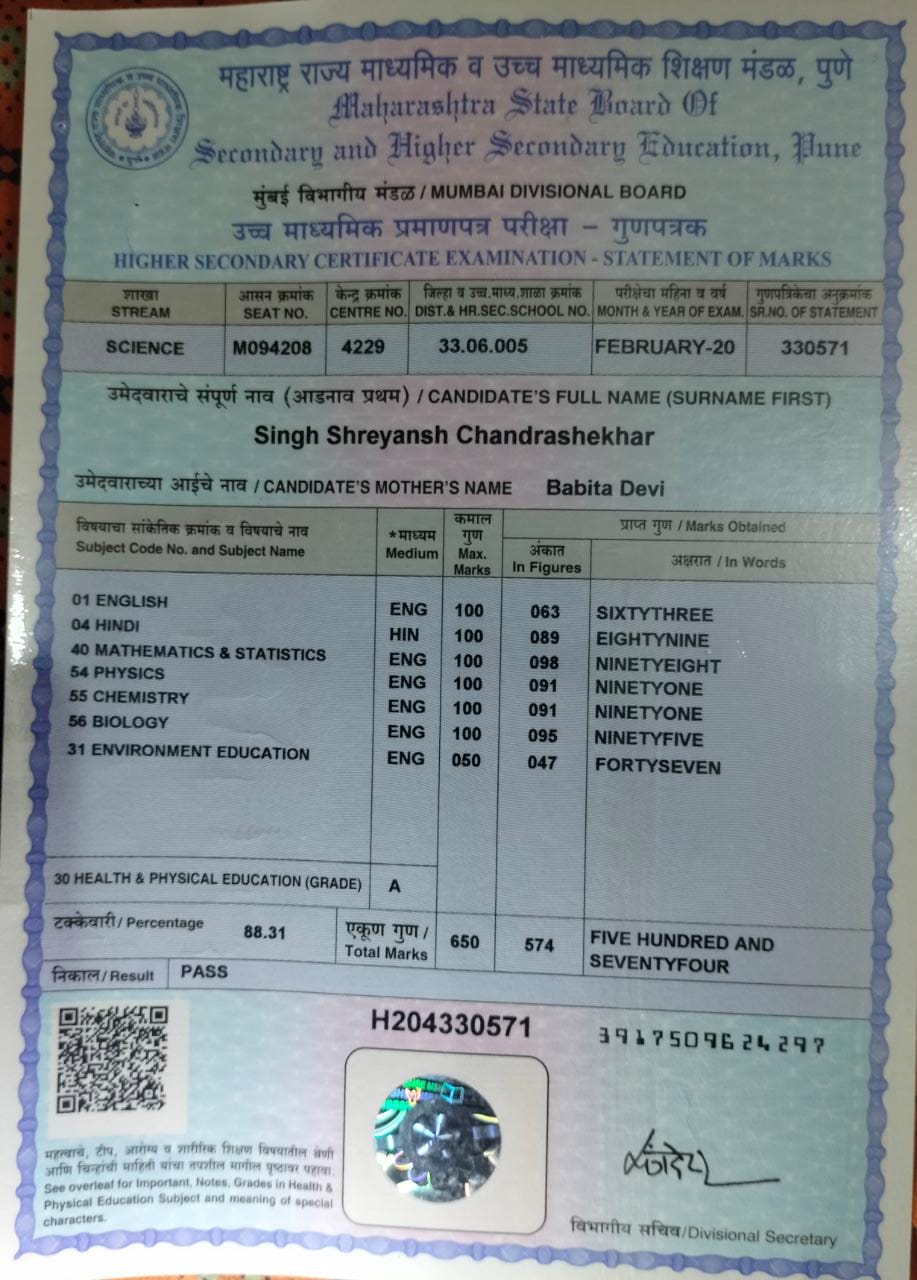 महाराष्ट्र राज्य माध्यमिक व उच्च माध्यमिक शिक्षण मंडळ, पुणे
Maharashtra State Board Of
Secondary and Higher Secondary Education, Pune
मुंबई विभागीय मंडळ / MUMBAI DIVISIONAL BOARD
उच्च माध्यमिक प्रमाणपत्र परीक्षा – गुणपत्रक
HIGHER SECONDARY CERTIFICATE EXAMINATION - STATEMENT OF MARKS
शाखा आसन क्रमांक केन्द्र क्रमांक जिल्हा व उच्च.माध्य.शाळा क्रमांक परीक्षेचा महिना व वर्ष गुणपत्रिकेचा अनुक्रमांक
STREAM SEAT NO. CENTRE NO. DIST.& HR.SEC.SCHOOL NO. MONTH & YEAR OF EXAM. SR.NO. OF STATEMENT
SCIENCE M094208 4229 33.06.005 FEBRUARY-20 330571
उमेदवाराचे संपूर्ण नाव (आडनाव प्रथम) / CANDIDATE'S FULL NAME (SURNAME FIRST)
Singh Shreyansh Chandrashekhar
उमेदवाराच्या आईचे नाव / CANDIDATE'S MOTHER'S NAME Babita Devi
विषयाचा सांकेतिक क्रमांक व विषयाचे नाव
Subject Code No. and Subject Name
*माध्यम
Medium
कमाल
गुण
Max.
Marks
प्राप्त गुण / Marks Obtained
अंकात
In Figures
अक्षरात / In Words
01 ENGLISH ENG 100 063 SIXTYTHREE
04 HINDI HIN 100 089 EIGHTYNINE
40 MATHEMATICS & STATISTICS ENG 100 098 NINETYEIGHT
54 PHYSICS ENG 100 091 NINETYONE
55 CHEMISTRY ENG 100 091 NINETYONE
56 BIOLOGY ENG 100 095 NINETYFIVE
31 ENVIRONMENT EDUCATION ENG 050 047 FORTYSEVEN
30 HEALTH & PHYSICAL EDUCATION (GRADE) A
टक्केवारी / Percentage 88.31
एकूण गुण /
Total Marks
650 574 FIVE HUNDRED AND
SEVENTYFOUR
निकाल / Result PASS
H204330571
3917509624297
महत्वाचे, टीप, आरोग्य व शारीरिक शिक्षण विषयातील श्रेणी
आणि चिन्हांची माहिती यांचा तपशील मागील पृष्ठावर पहावा.
See overleaf for Important, Notes, Grades in Health &
Physical Education Subject and meaning of special
characters.
विभागीय सचिव/Divisional Secretary